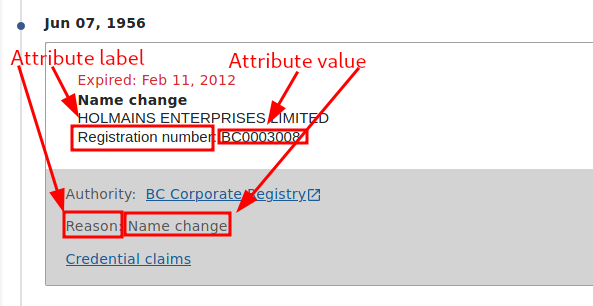 Jun 07, 1956
Attribute label
Attribute value
Expired: Feb 11, 2012
Name change
HOLMAINS ENTERPRISES LIMITED
Registration number: BC0003008
Authority: BC Corporate Registry
Reason: Name change
Credential claims